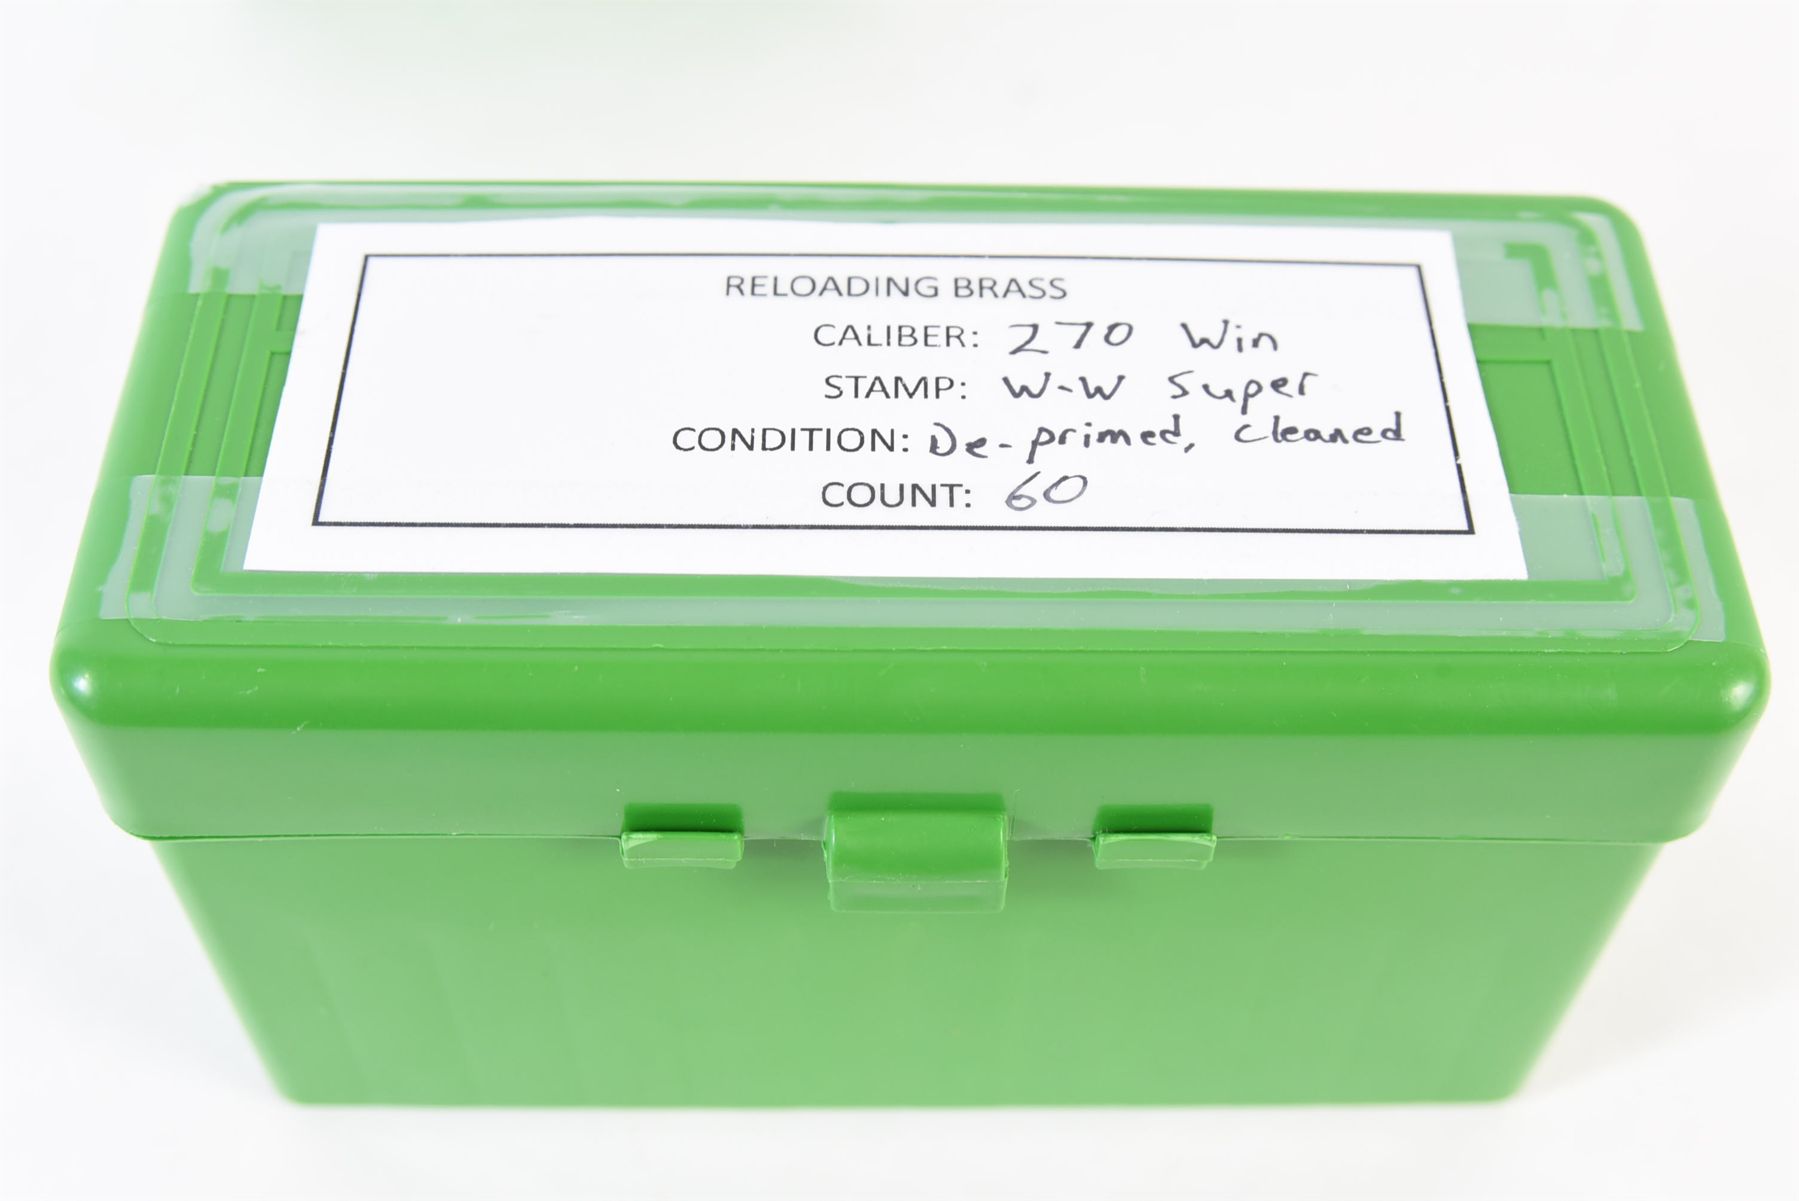 RELOADING BRASS
CALIBER: 270 Win
STAMP: W-W Super
CONDITION: De-primed, cleaned
COUNT: 60